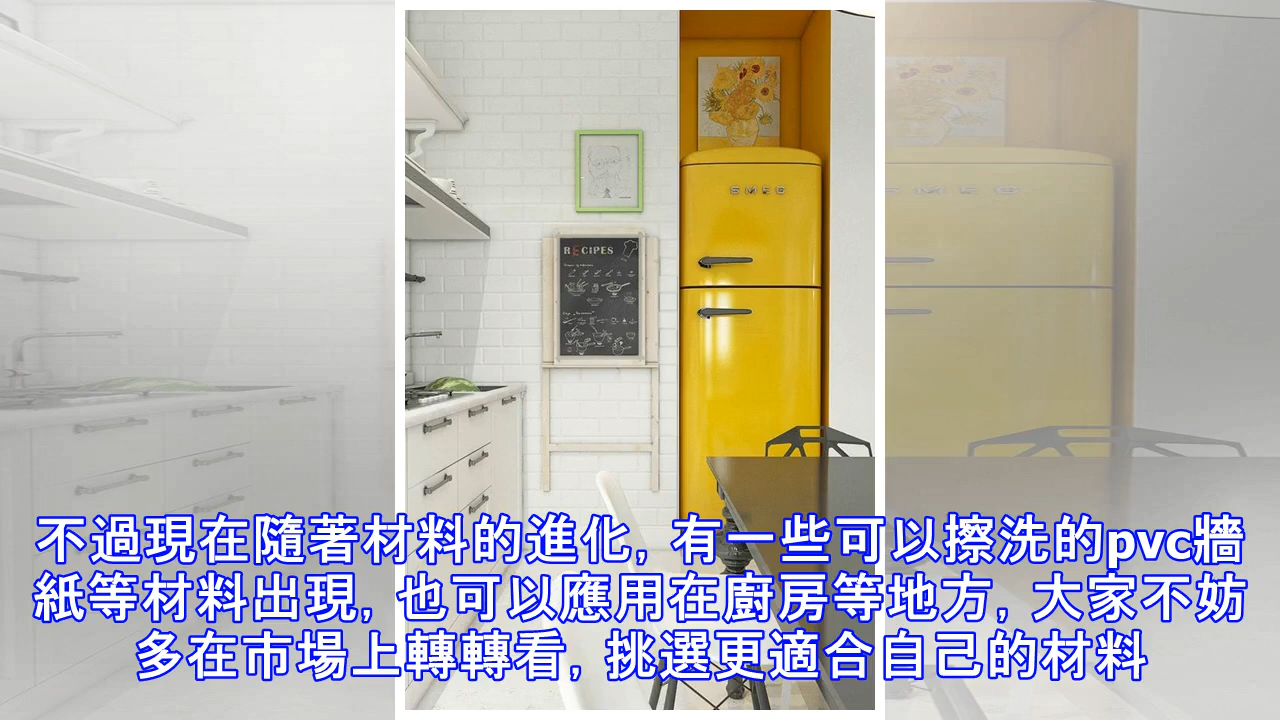 SMEG
RECIPES
不過現在隨著材料的進化, 有一些可以擦洗的pvc牆
紙等材料出現, 也可以應用在廚房等地方, 大家不妨
多在市場上轉轉看, 挑選更適合自己的材料